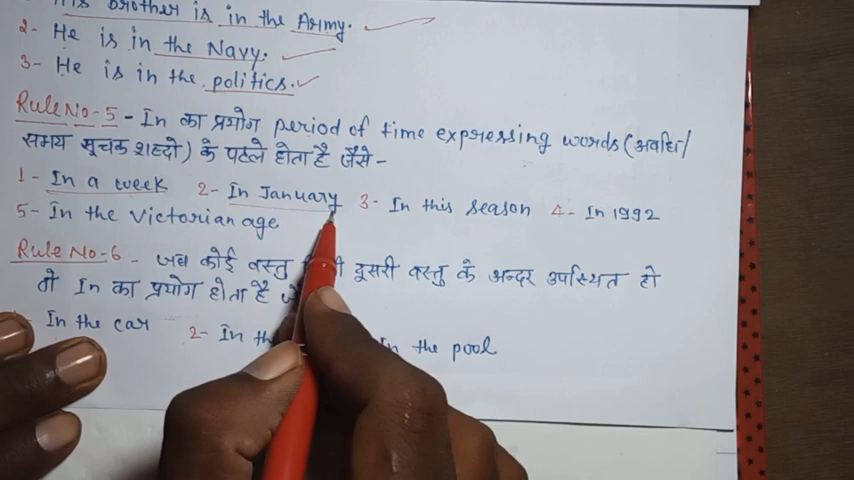 His brother is in the Army.
2- He is in the Navy.
3- He is in the politics.
Rule No-5 - In का प्रयोग period of time expressing words (अवधि/
समय सूचक शब्दो) के पहले होता है जैसे-
1- In a week 2- In January 3- In this season 4- In 1992
5- In the Victorian age
Rule No-6 - जब कोई वस्तु दूसरी वस्तु के अन्दर उपस्थित हो
तो In का प्रयोग होता है
In the car 2- In the In the pool